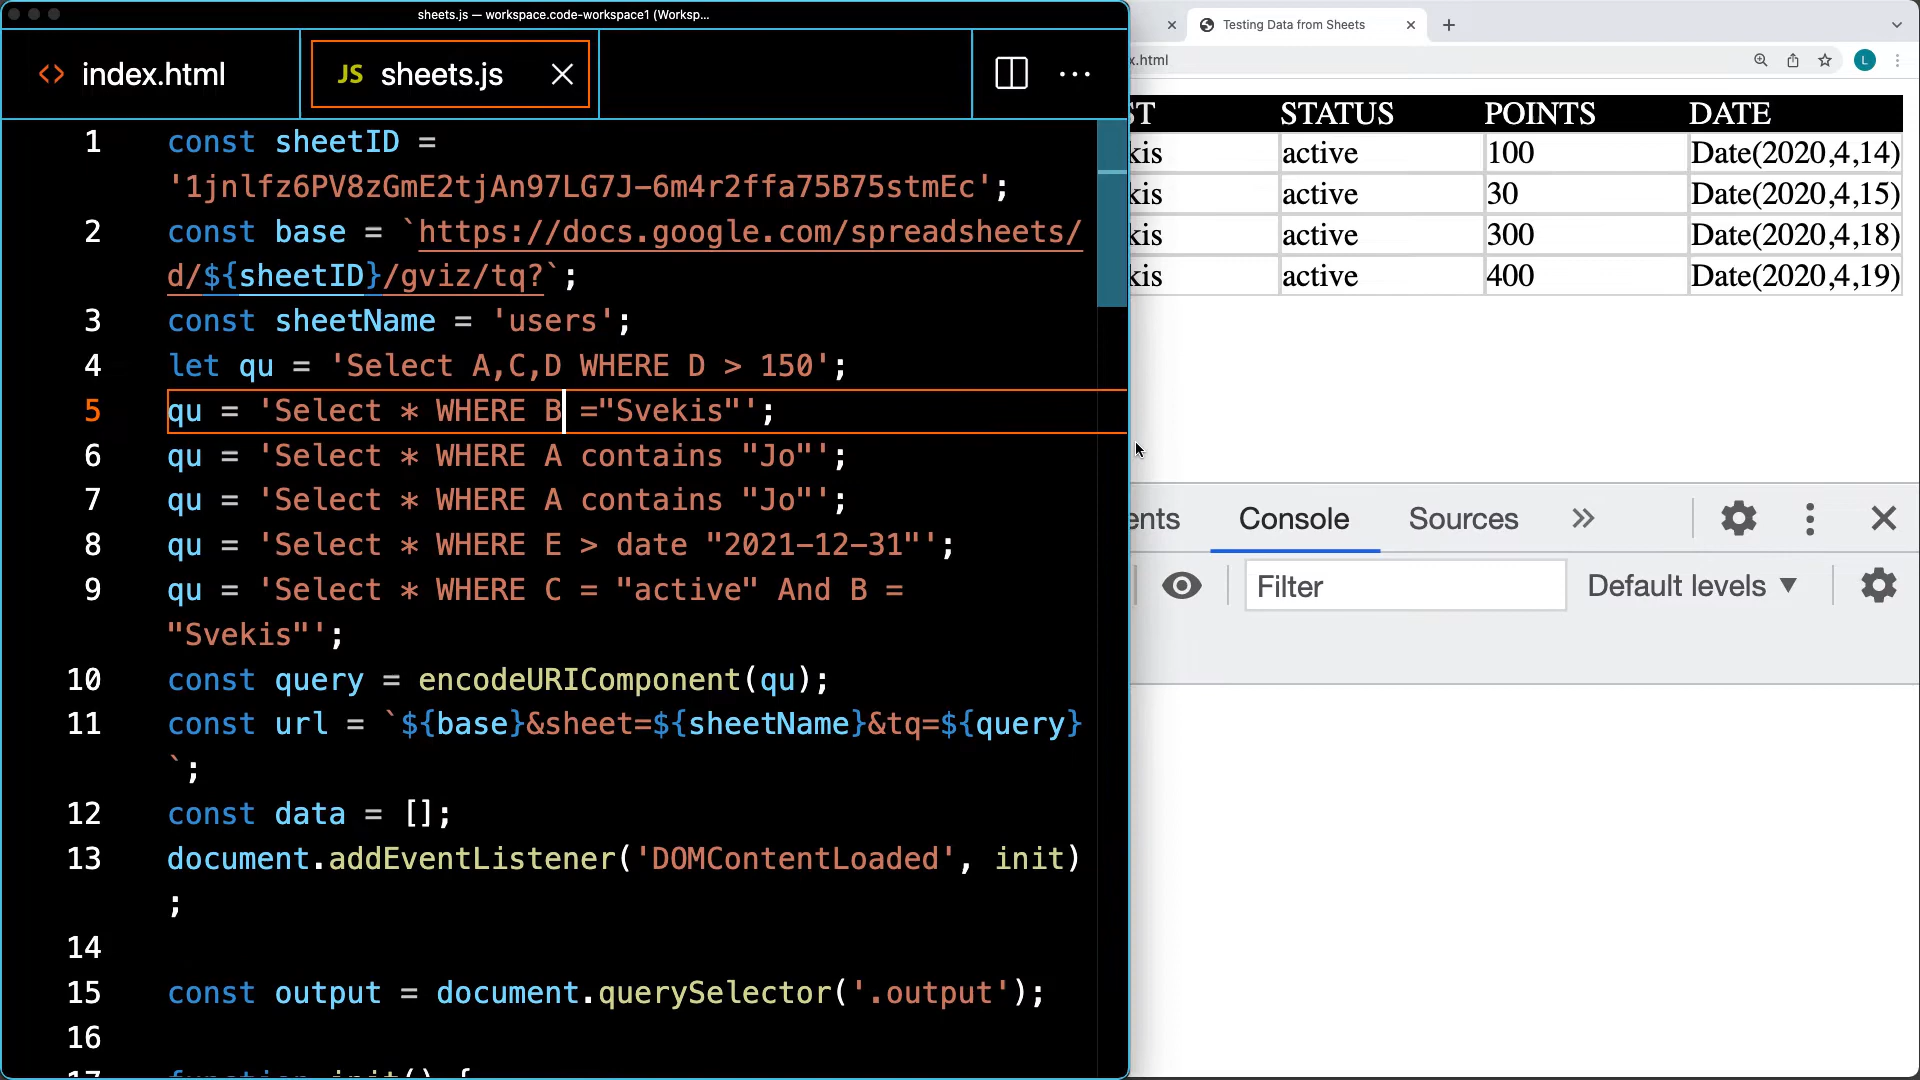 sheets.js — workspace.code-workspace1 (Worksp...
<> index.html
JS sheets.js
1 const sheetID =
'1jnlfz6PV8zGmE2tjAn97LG7J-6m4r2ffa75B75stmEc';
2 const base = `https://docs.google.com/spreadsheets/
d/${sheetID}/gviz/tq?`;
3 const sheetName = 'users';
4 let qu = 'Select A,C,D WHERE D > 150';
5 qu = 'Select * WHERE B ="Svekis"';
6 qu = 'Select * WHERE A contains "Jo"';
7 qu = 'Select * WHERE A contains "Jo"';
8 qu = 'Select * WHERE E > date "2021-12-31"';
9 qu = 'Select * WHERE C = "active" And B =
"Svekis"';
10 const query = encodeURIComponent(qu);
11 const url = `${base}&sheet=${sheetName}&tq=${query}
`;
12 const data = [];
13 document.addEventListener('DOMContentLoaded', init)
;
14
15 const output = document.querySelector('.output');
16
17 function init() {
Testing Data from Sheets
x.html
L
ST STATUS POINTS DATE
kis active 100 Date(2020,4,14)
kis active 30 Date(2020,4,15)
kis active 300 Date(2020,4,18)
kis active 400 Date(2020,4,19)
ents Console Sources
Filter Default levels ▼